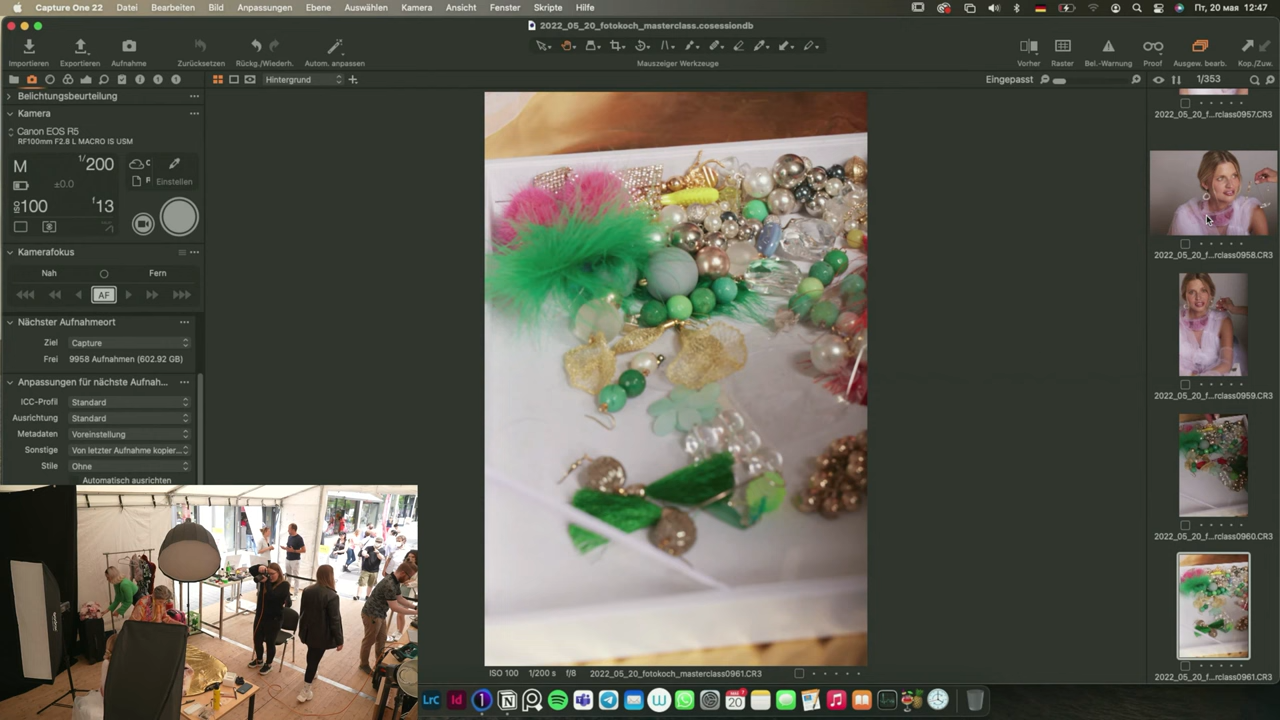 Capture One 22 Datei Bearbeiten Bild Anpassungen Ebene Auswählen Kamera Ansicht Fenster Skripte Hilfe
Пт, 20 мая 12:47
2022_05_20_fotokoch_masterclass.cosessiondb
Importieren Exportieren Aufnahme Zurücksetzen Rückg./Wiederh. Autom. anpassen Mauszeiger Werkzeuge Vorher Raster Bel.-Warnung Proof Ausgew. bearb. Kop./Zuw.
Hintergrund
Eingepasst
1/353
Belichtungsbeurteilung
Kamera
Canon EOS R5
RF100mm F2.8 L MACRO IS USM
M 1/200
±0.0
Einstellen
ISO100 f13
Kamerafokus
Nah Fern
AF
Nächster Aufnahmeort
Ziel Capture
Frei 9958 Aufnahmen (602.92 GB)
Anpassungen für nächste Aufnah...
ICC-Profil Standard
Ausrichtung Standard
Metadaten Voreinstellung
Sonstige Von letzter Aufnahme kopier...
Stile Ohne
Automatisch ausrichten
2022_05_20_f...rclass0957.CR3
2022_05_20_f...rclass0958.CR3
2022_05_20_f...rclass0959.CR3
2022_05_20_f...rclass0960.CR3
2022_05_20_f...rclass0961.CR3
ISO 100 1/200 s f/8 2022_05_20_fotokoch_masterclass0961.CR3
Lrc Id 1
20